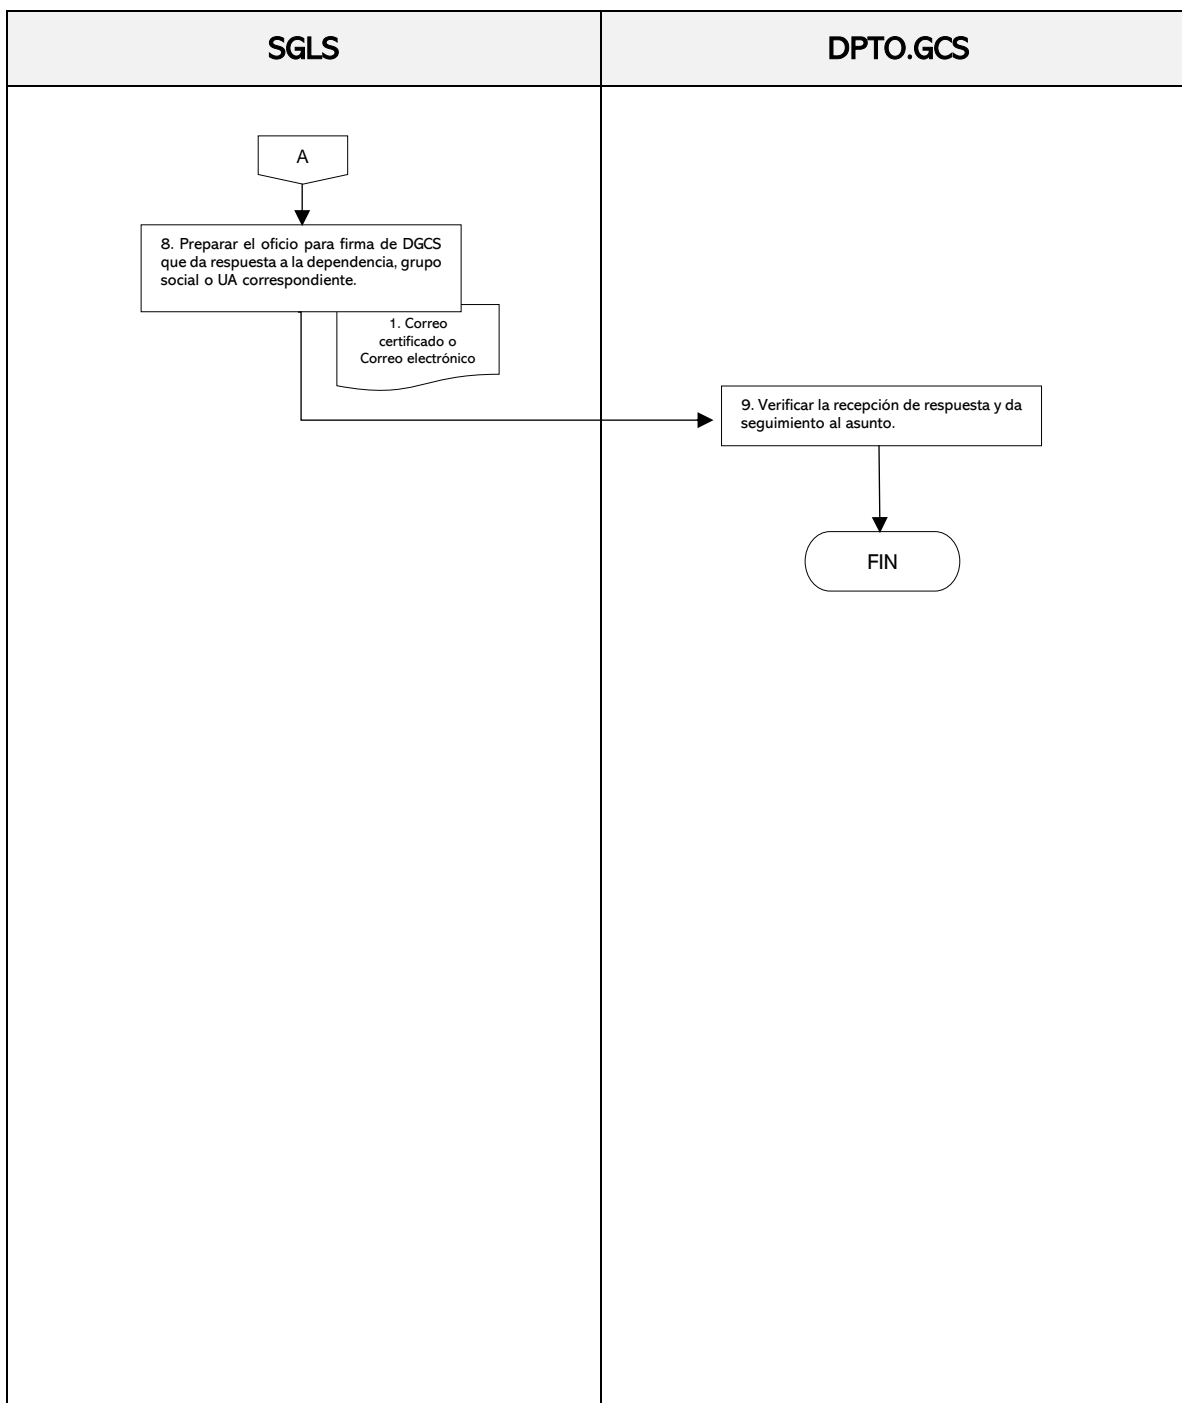 SGLS
DPTO.GCS
A
8. Preparar el oficio para firma de DGCS
que da respuesta a la dependencia, grupo
social o UA correspondiente.
1. Correo
certificado o
Correo electrónico
9. Verificar la recepción de respuesta y da
seguimiento al asunto.
FIN